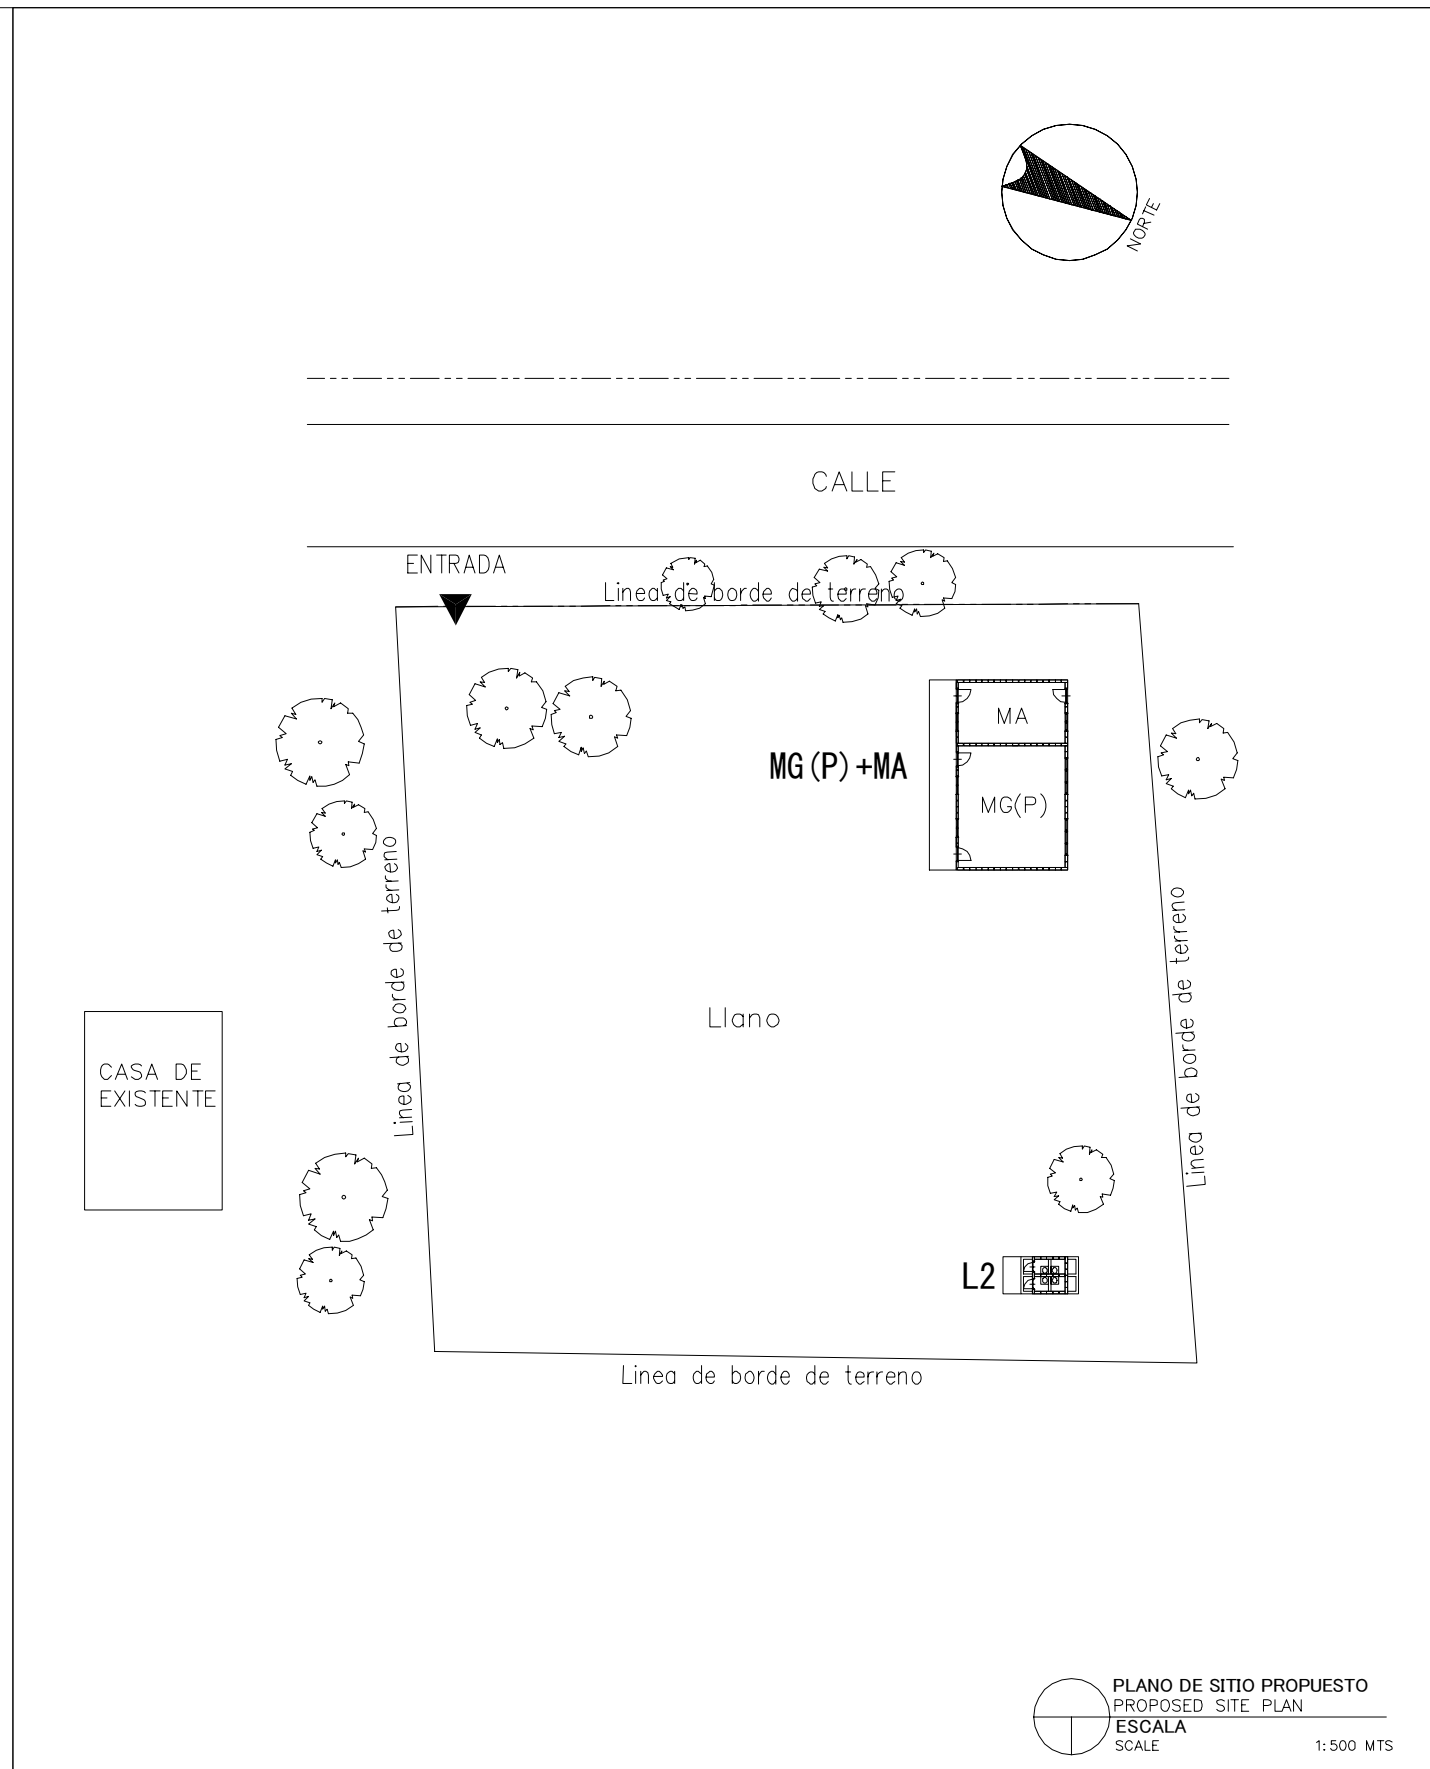 NORTE
CALLE
ENTRADA
Linea de borde de terreno
MA
MG(P)+MA
MG(P)
Linea de borde de terreno
Linea de borde de terreno
Llano
CASA DE
EXISTENTE
L2
Linea de borde de terreno
PLANO DE SITIO PROPUESTO
PROPOSED SITE PLAN
ESCALA
SCALE 1:500 MTS